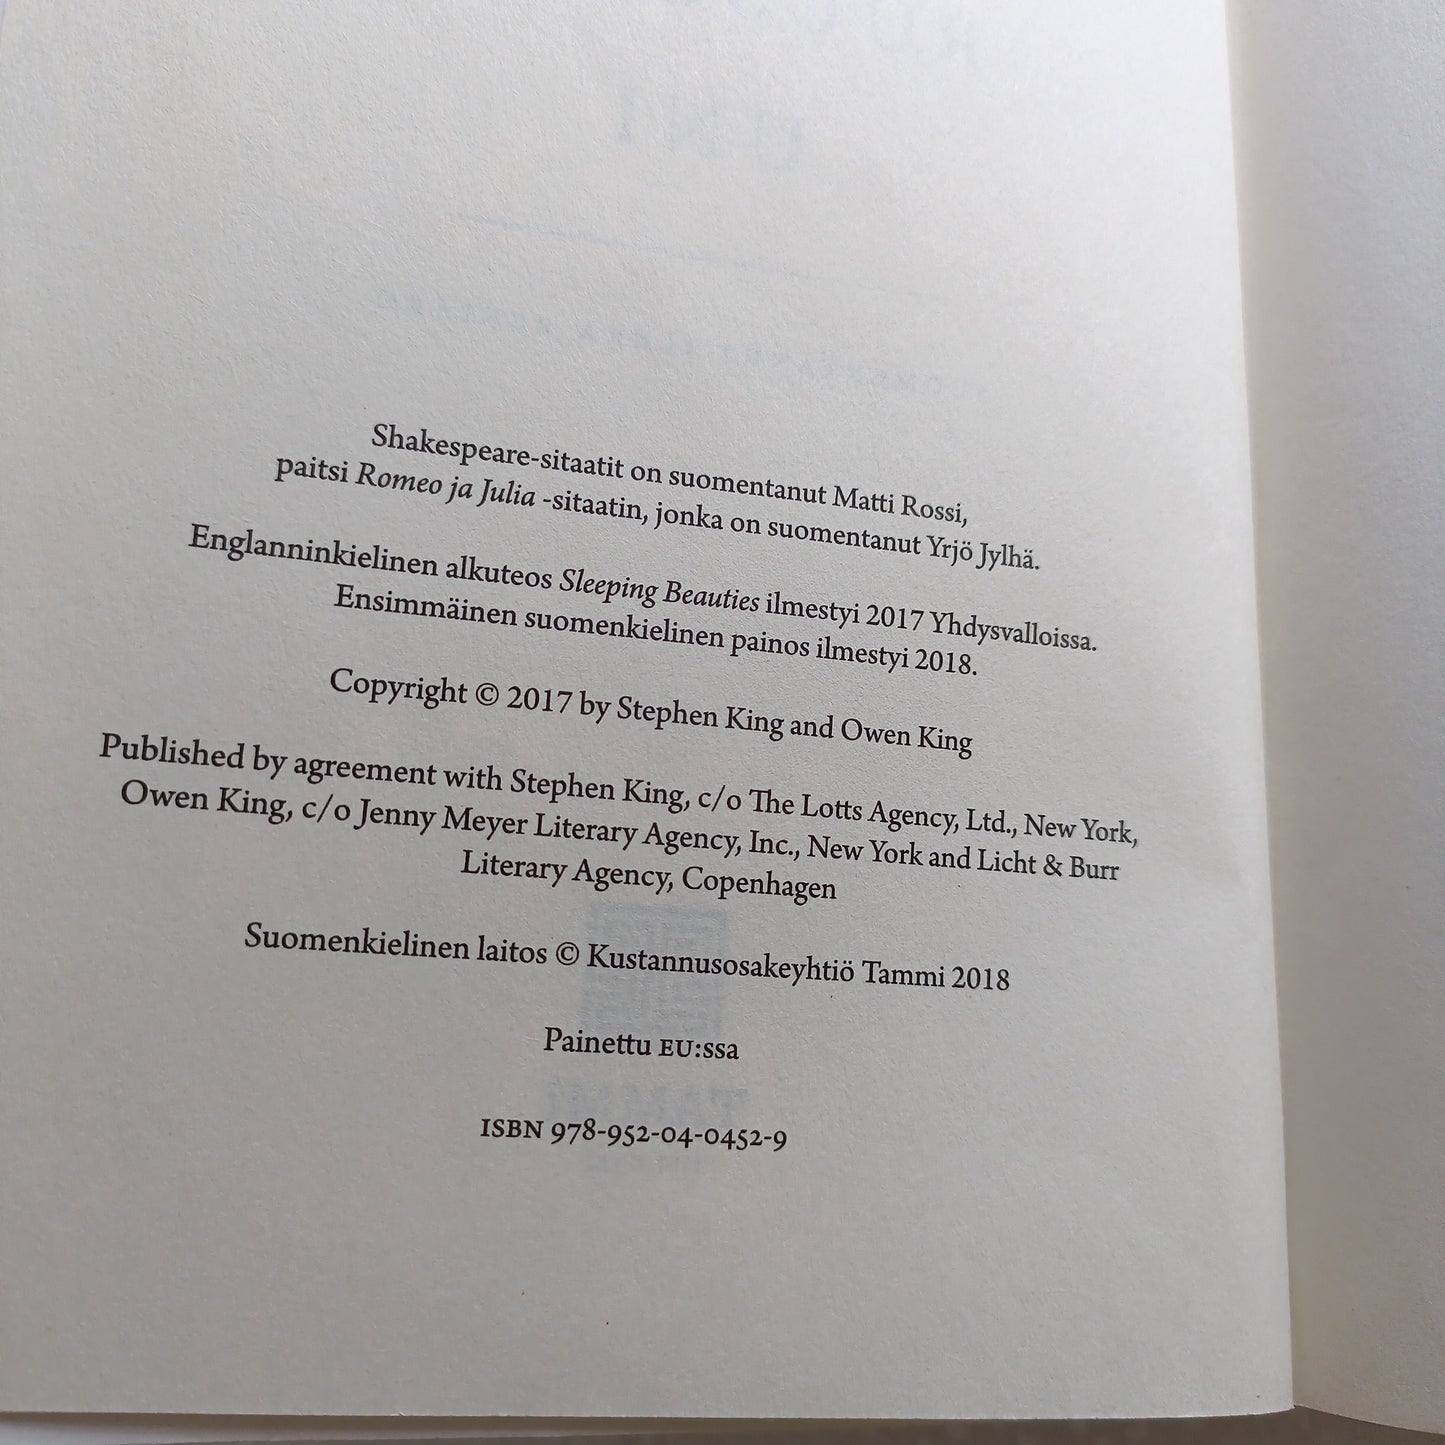 Shakespeare-sitaatit on suomentanut Matti Rossi,
paitsi Romeo ja Julia -sitaatin, jonka on suomentanut Yrjö Jylhä.
Englanninkielinen alkuteos Sleeping Beauties ilmestyi 2017 Yhdysvalloissa.
Ensimmäinen suomenkielinen painos ilmestyi 2018.
Copyright © 2017 by Stephen King and Owen King
Published by agreement with Stephen King, c/o The Lotts Agency, Ltd., New York,
Owen King, c/o Jenny Meyer Literary Agency, Inc., New York and Licht & Burr
Literary Agency, Copenhagen
Suomenkielinen laitos © Kustannusosakeyhtiö Tammi 2018
Painettu EU:ssa
ISBN 978-952-04-0452-9